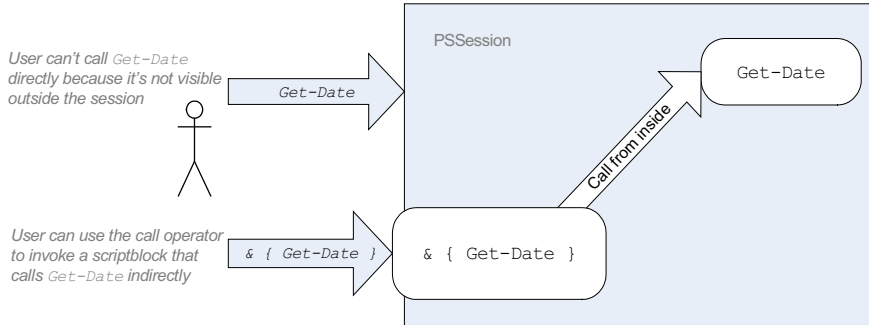 PSSession
User can't call Get-Date
directly because it's not visible
outside the session
Get-Date
Get-Date
Call from inside
User can use the call operator
to invoke a scriptblock that
calls Get-Date indirectly
& { Get-Date }
& { Get-Date }